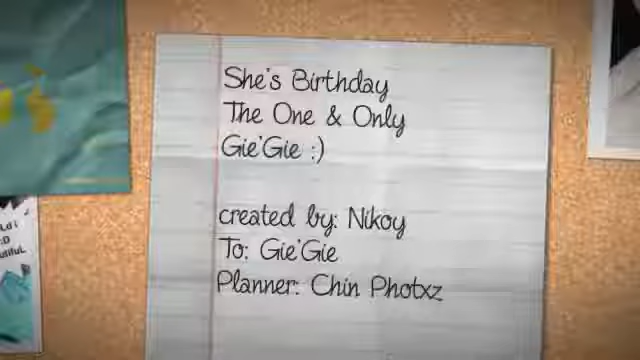 She's Birthday
The One & Only
Gie'Gie :)
created by: Nikoy
To: Gie'Gie
Planner: Chin Photxz
:D